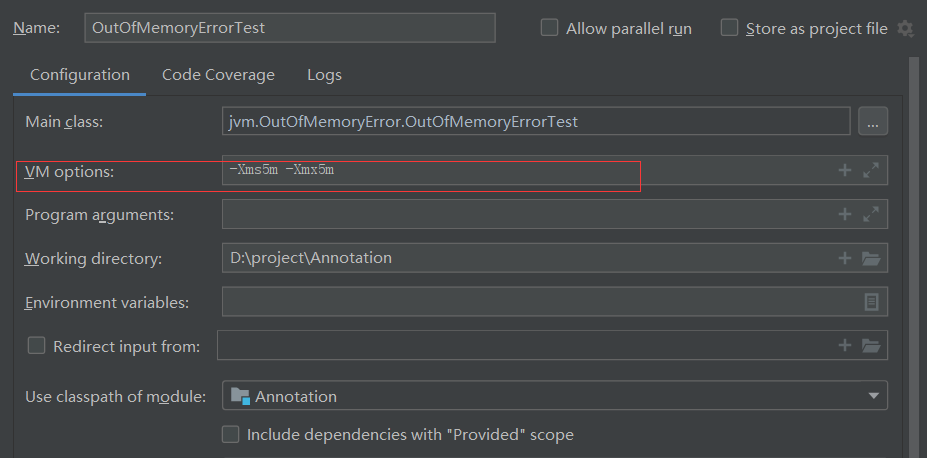 Name: OutOfMemoryErrorTest Allow parallel run Store as project file
Configuration Code Coverage Logs
Main class: jvm.OutOfMemoryError.OutOfMemoryErrorTest ...
VM options: -Xms5m -Xmx5m
Program arguments:
Working directory: D:\project\Annotation
Environment variables:
Redirect input from:
Use classpath of module: Annotation
Include dependencies with "Provided" scope